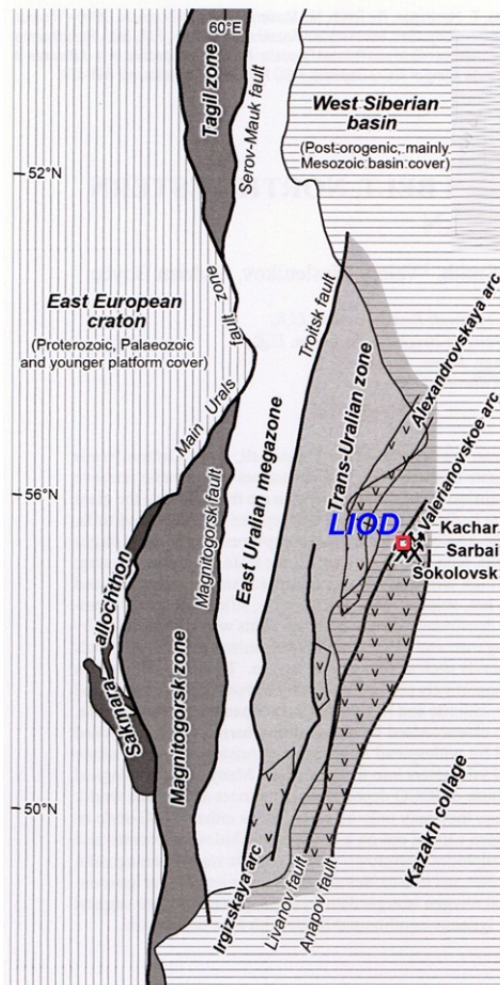 60°E
Tagil zone
Serov-Mauk fault
West Siberian
basin
(Post-orogenic, mainly
Mesozoic basin cover)
52°N
East European
craton
(Proterozoic, Palaeozoic
and younger platform cover)
Main Urals fault zone
Troitsk fault
Trans-Uralian zone
Alexandrovskaya arc
Valerianovskoe arc
56°N
Magnitogorsk fault
East Uralian megazone
LIOD
Kachar
Sarbai
Sokolovsk
Sakmara allochthon
Magnitogorsk zone
50°N
Irgizskaya arc
Livanov fault
Anapov fault
Kazakh collage